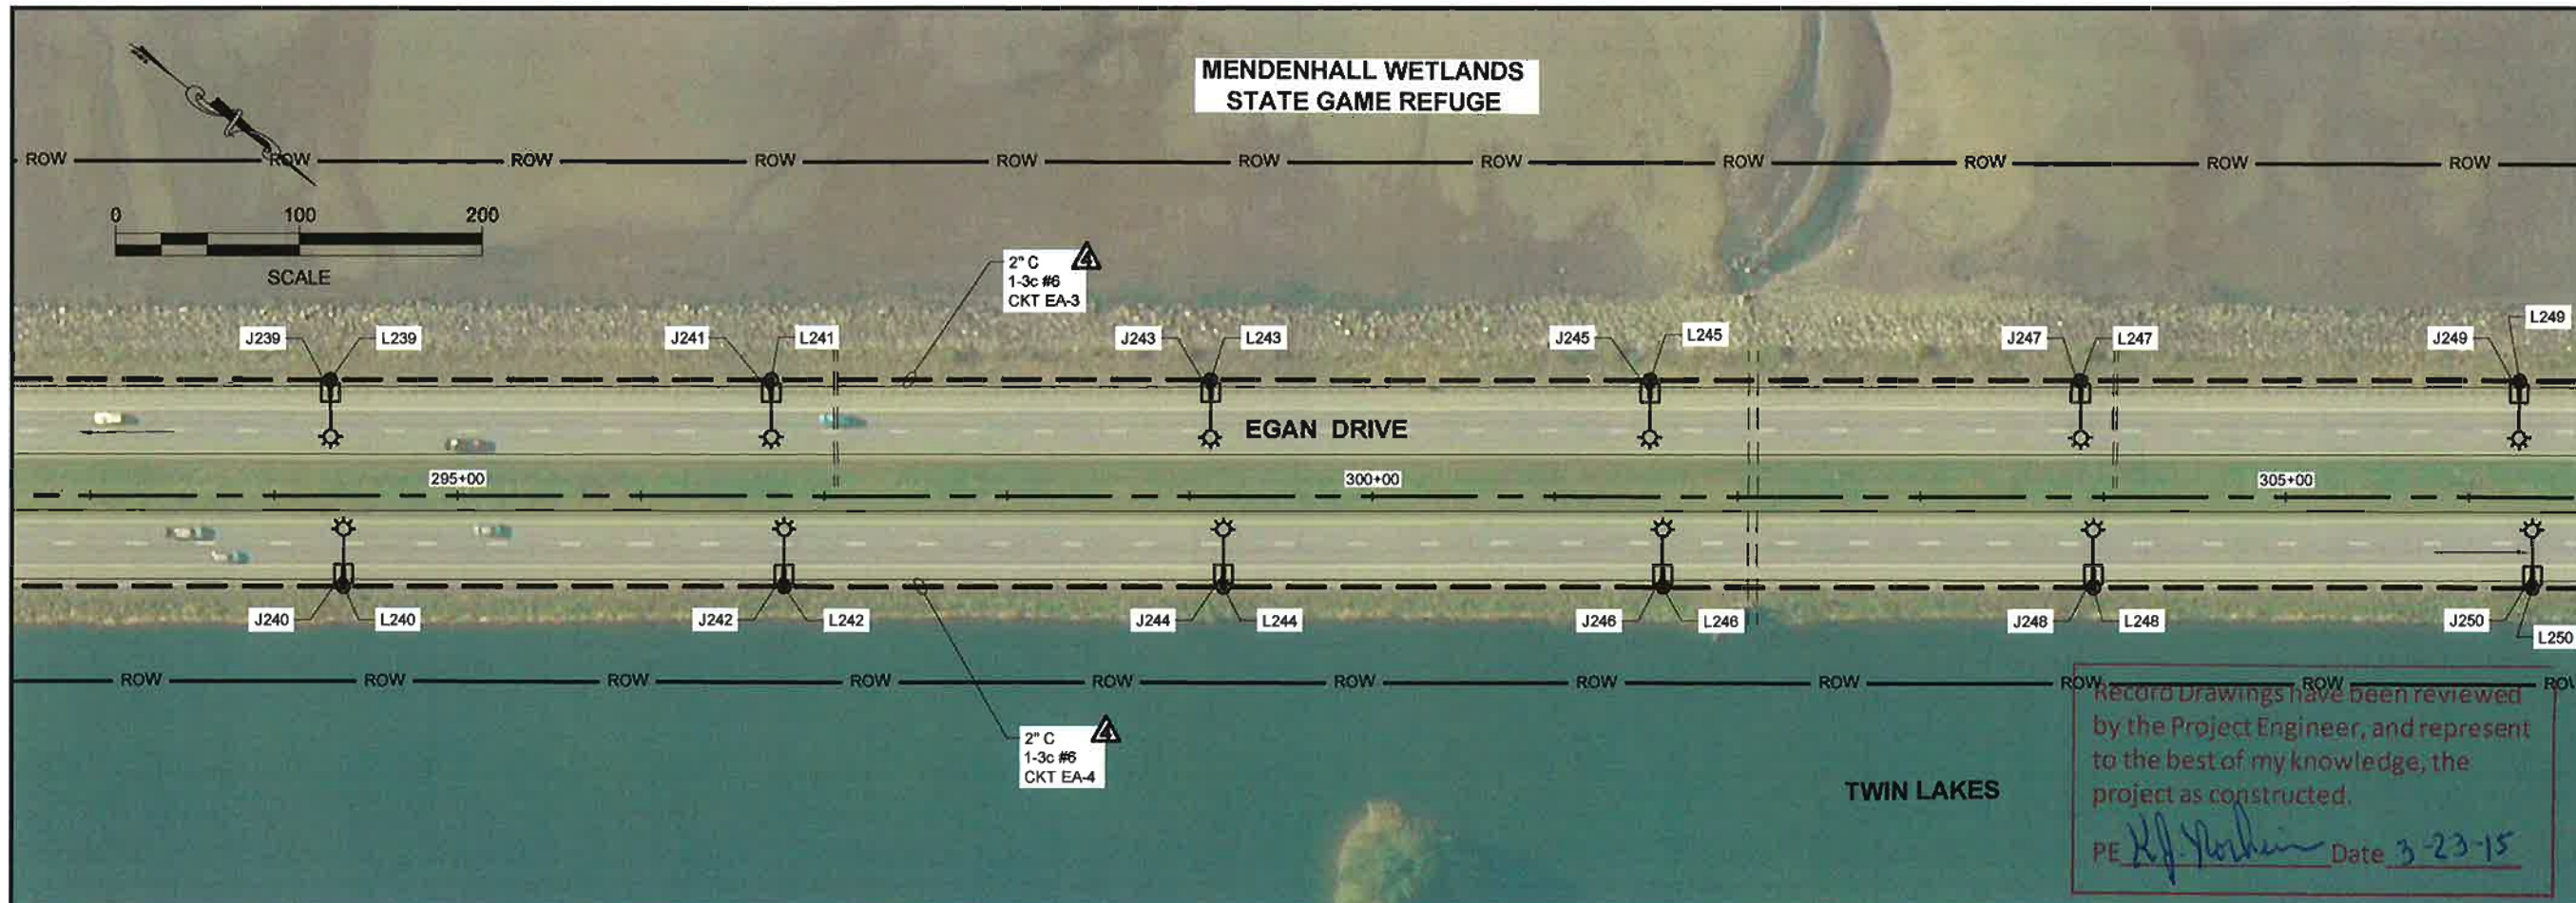 MENDENHALL WETLANDS
STATE GAME REFUGE
ROW ROW ROW ROW ROW ROW ROW ROW ROW ROW ROW
0 100 200
SCALE
2" C
1-3c #6
CKT EA-3
4
J239 L239 J241 L241 J243 L243 J245 L245 J247 L247 J249 L249
EGAN DRIVE
295+00 300+00 305+00
J240 L240 J242 L242 J244 L244 J246 L246 J248 L248 J250 L250
ROW ROW ROW ROW ROW ROW ROW ROW ROW ROW
2" C
1-3c #6
CKT EA-4
4
TWIN LAKES
Record Drawings have been reviewed
by the Project Engineer, and represent
to the best of my knowledge, the
project as constructed.
PE Date 3-23-15